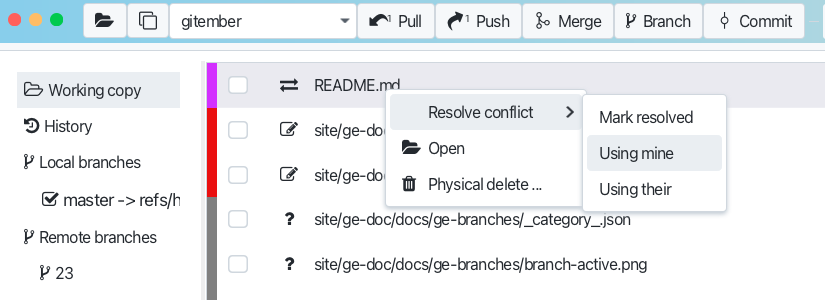 gitember
1 Pull
1 Push
Merge
Branch
Commit
Working copy
History
Local branches
master -> refs/h
Remote branches
23
README.md
site/ge-doc
site/ge-doc
? site/ge-doc/docs/ge-branches/_category_.json
? site/ge-doc/docs/ge-branches/branch-active.png
Resolve conflict
Open
Physical delete ...
Mark resolved
Using mine
Using their